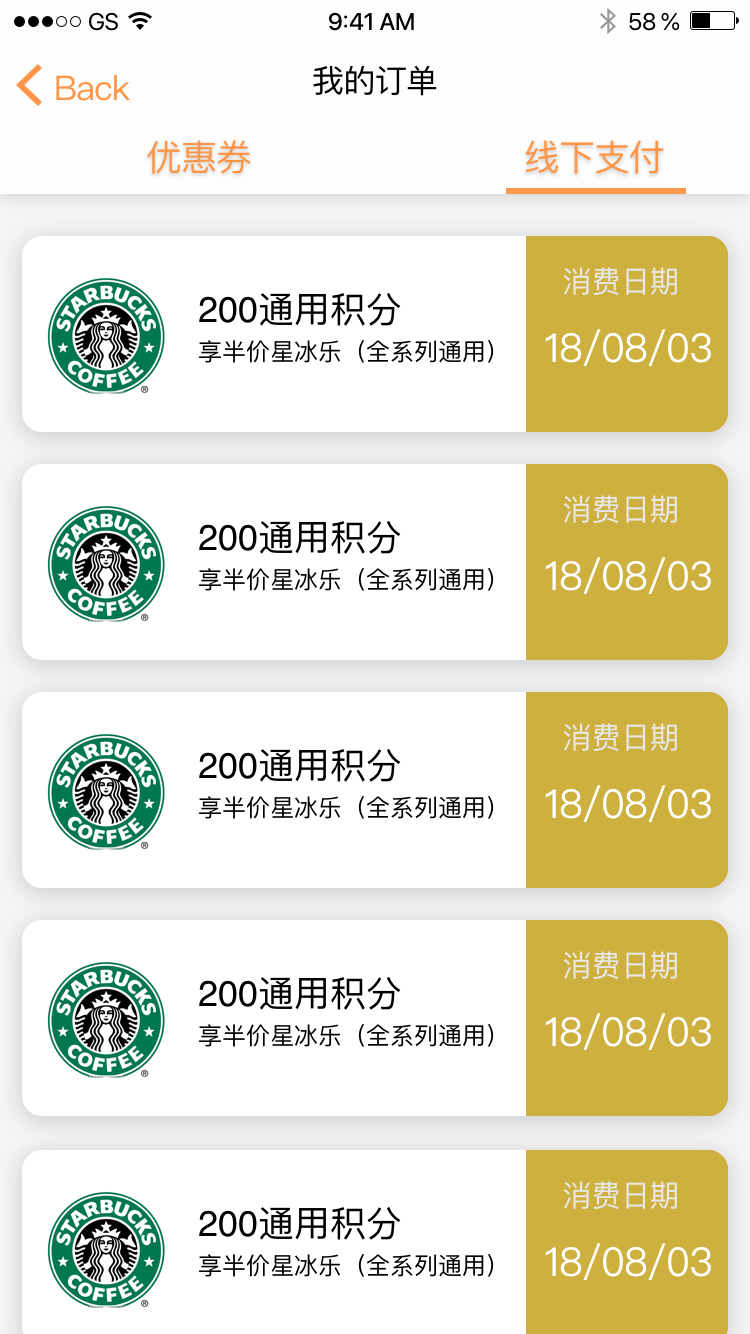 GS 9:41 AM 58 %
Back 我的订单
优惠券 线下支付
STARBUCKS
COFFEE
®
200通用积分
享半价星冰乐（全系列通用）
消费日期
18/08/03
STARBUCKS
COFFEE
®
200通用积分
享半价星冰乐（全系列通用）
消费日期
18/08/03
STARBUCKS
COFFEE
®
200通用积分
享半价星冰乐（全系列通用）
消费日期
18/08/03
STARBUCKS
COFFEE
®
200通用积分
享半价星冰乐（全系列通用）
消费日期
18/08/03
STARBUCKS
COFFEE
®
200通用积分
享半价星冰乐（全系列通用）
消费日期
18/08/03